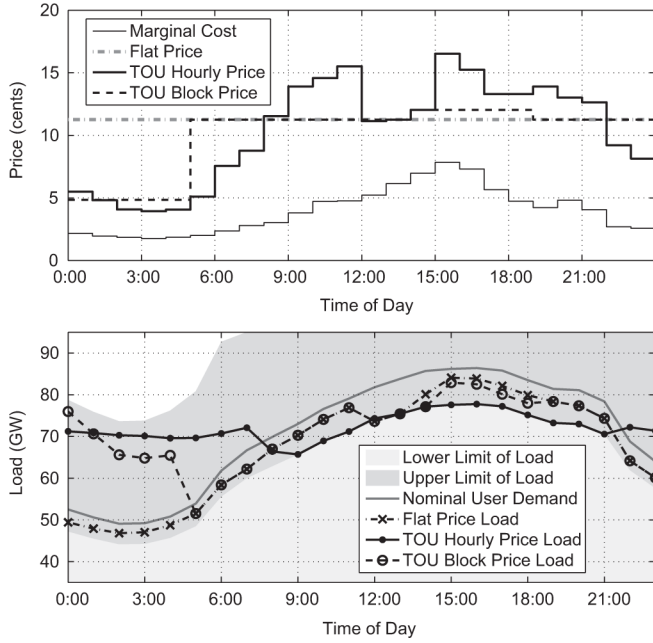 20
15
10
5
0
Price (cents)
Marginal Cost
Flat Price
TOU Hourly Price
TOU Block Price
0:00 3:00 6:00 9:00 12:00 15:00 18:00 21:00
Time of Day
90
80
70
60
50
40
Load (GW)
Lower Limit of Load
Upper Limit of Load
Nominal User Demand
Flat Price Load
TOU Hourly Price Load
TOU Block Price Load
0:00 3:00 6:00 9:00 12:00 15:00 18:00 21:00
Time of Day